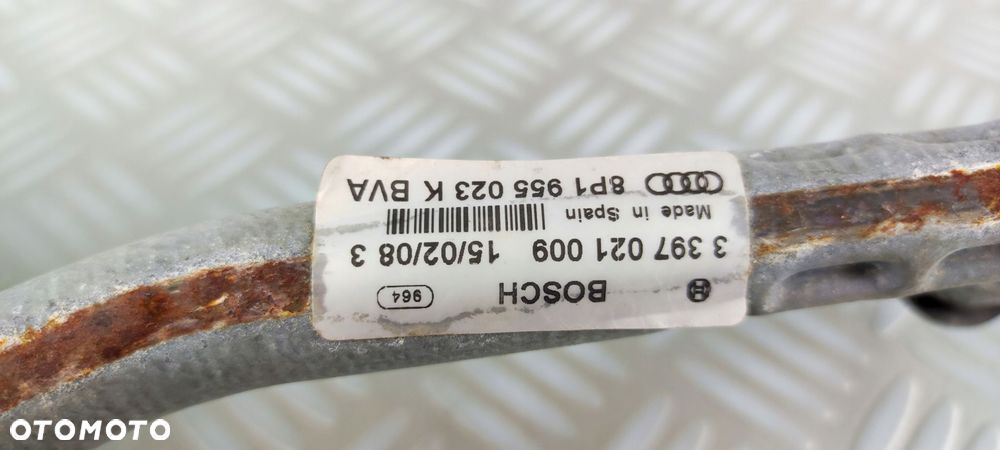 BOSCH 964
3 397 021 009 15/02/08 3
Made in Spain
8P1 955 023 K BVA
OTOMOTO